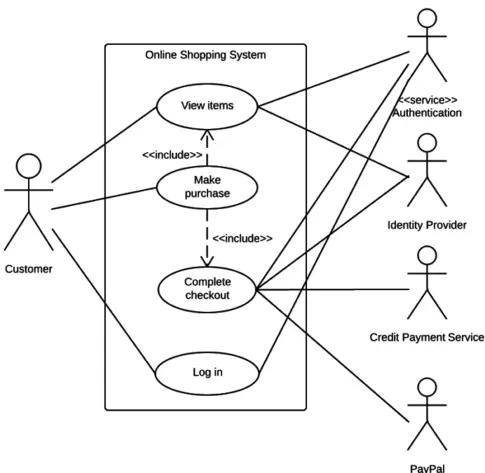 Online Shopping System
View items
<<service>>
Authentication
<<include>>
Make
purchase
Identity Provider
<<include>>
Customer
Complete
checkout
Credit Payment Service
Log in
PayPal